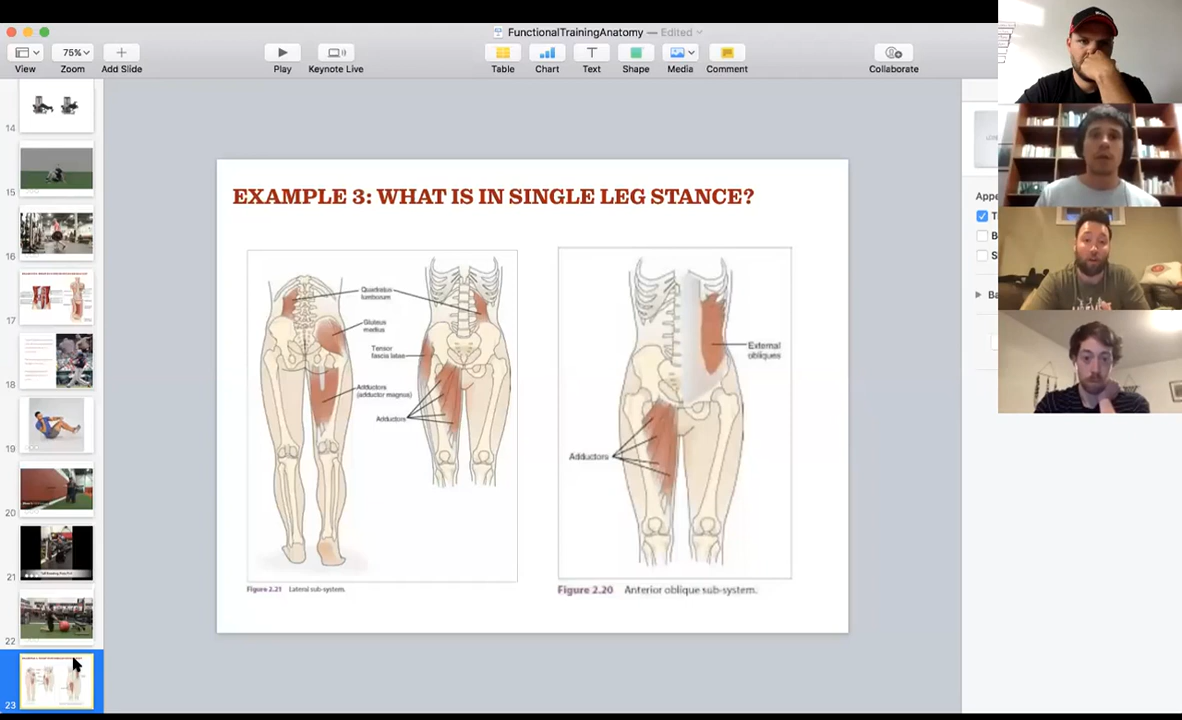 FunctionalTrainingAnatomy — Edited
75%
View
Zoom
Add Slide
Play
Keynote Live
Table
Chart
Text
Shape
Media
Comment
Collaborate
14
15
16
17
18
19
20
21
22
23
EXAMPLE 3: WHAT IS IN SINGLE LEG STANCE?
Quadratus
lumborum
Gluteus
medius
Tensor
fascia latae
Adductors
(adductor magnus)
Adductors
Figure 2.21 Lateral sub-system.
External
obliques
Adductors
Figure 2.20 Anterior oblique sub-system.
Appe
T
B
S
Ba